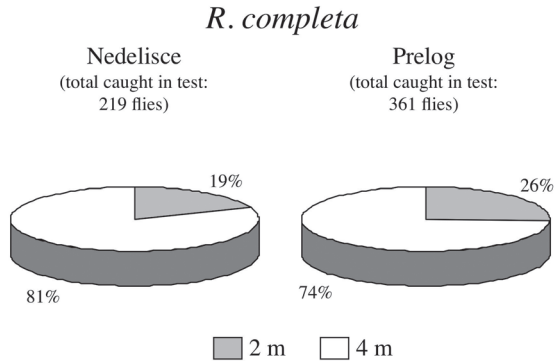 R. completa
Nedelisce
(total caught in test:
219 flies)
Prelog
(total caught in test:
361 flies)
19%
81%
26%
74%
2 m
4 m